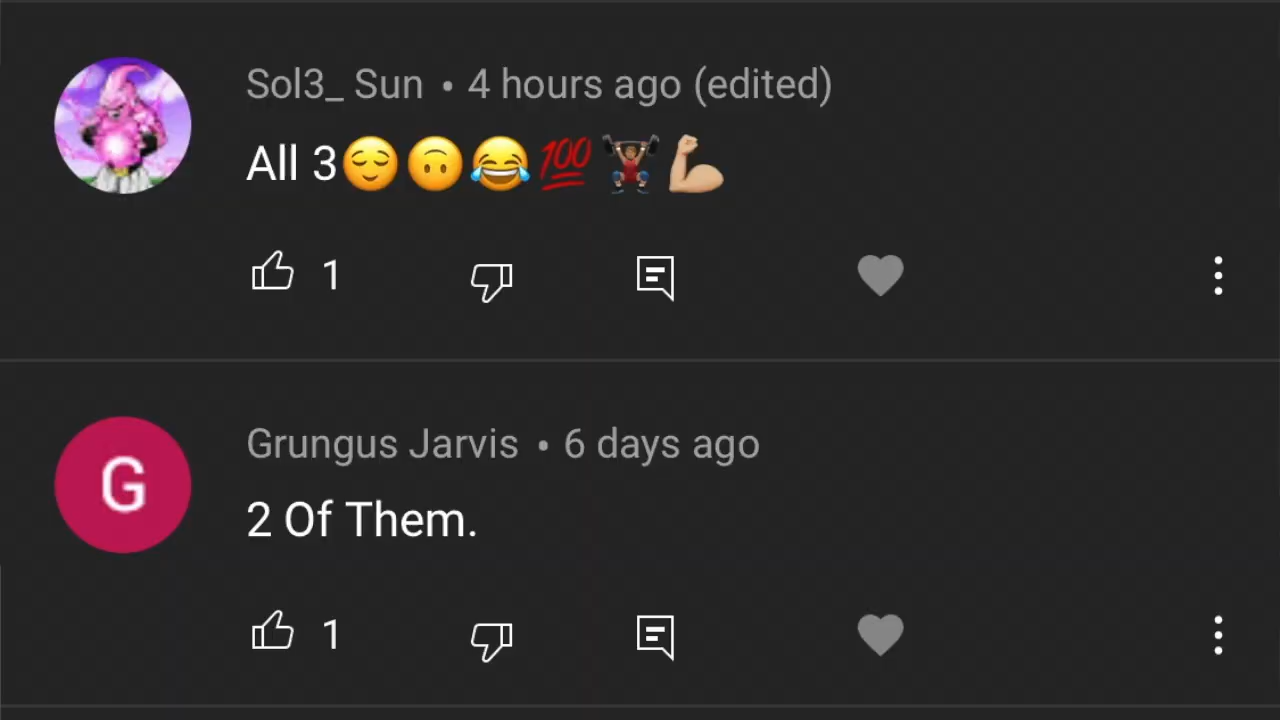 Sol3_ Sun • 4 hours ago (edited)
All 3😌🙃😂💯🏋🏽💪🏼
1
G
Grungus Jarvis • 6 days ago
2 Of Them.
1